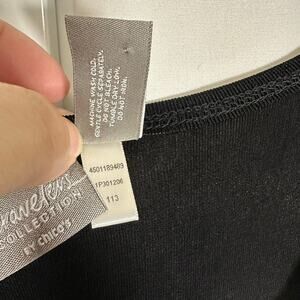 MACHINE WASH COLD,
GENTLE CYCLE SEPARATELY.
DO NOT BLEACH.
TUMBLE DRY-LOW.
DO NOT IRON.
4501189489
1P301206
113
travelers
COLLECTION
BY CHICO'S